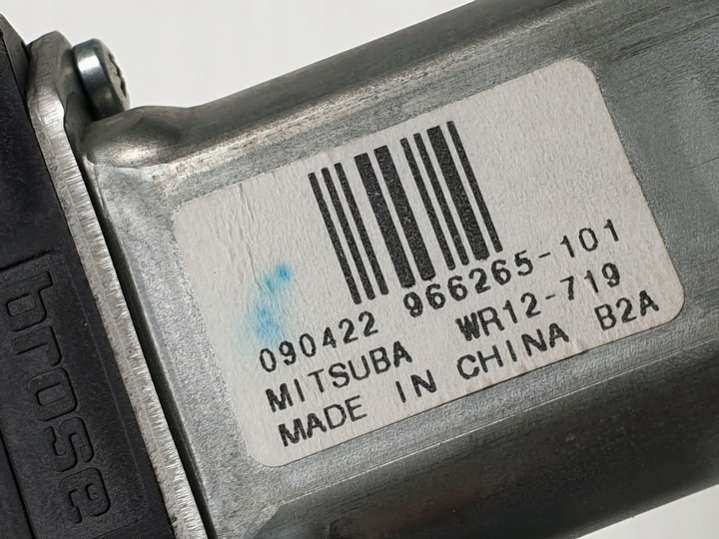 brose
090422 966265-101
MITSUBA WR12-719
MADE IN CHINA B2A